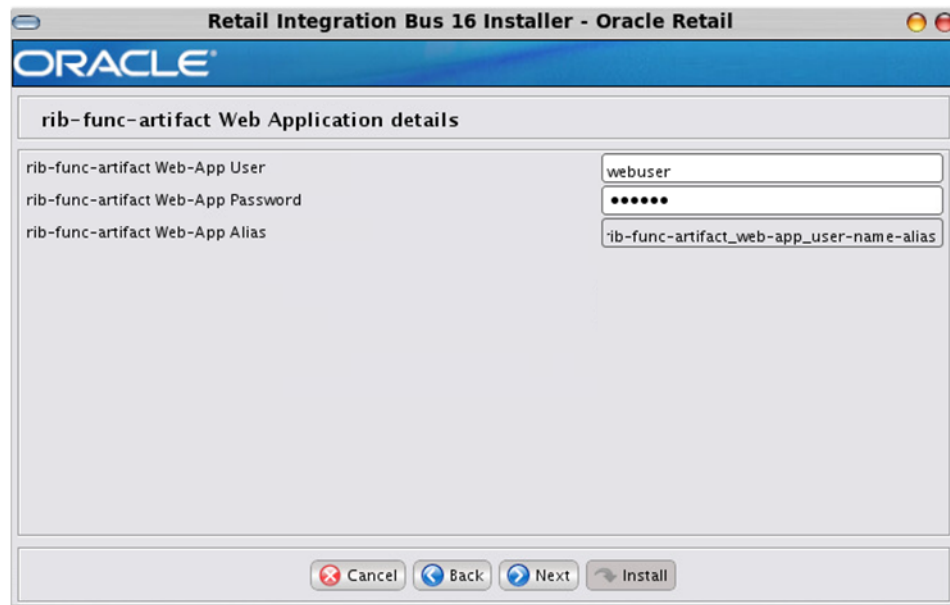 Retail Integration Bus 16 Installer - Oracle Retail
ORACLE®
rib-func-artifact Web Application details
rib-func-artifact Web-App User
webuser
rib-func-artifact Web-App Password
••••••
rib-func-artifact Web-App Alias
rib-func-artifact_web-app_user-name-alias
Cancel Back Next Install